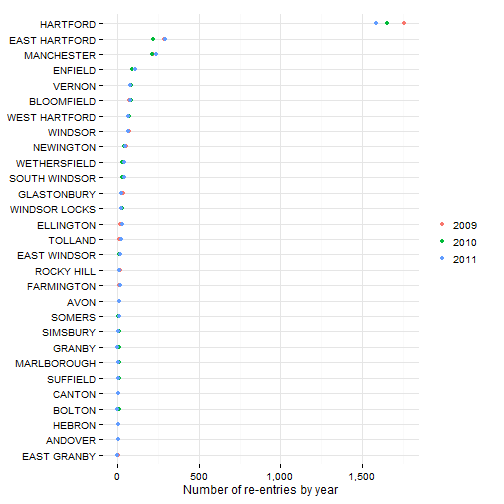 HARTFORD
EAST HARTFORD
MANCHESTER
ENFIELD
VERNON
BLOOMFIELD
WEST HARTFORD
WINDSOR
NEWINGTON
WETHERSFIELD
SOUTH WINDSOR
GLASTONBURY
WINDSOR LOCKS
ELLINGTON
TOLLAND
EAST WINDSOR
ROCKY HILL
FARMINGTON
AVON
SOMERS
SIMSBURY
GRANBY
MARLBOROUGH
SUFFIELD
CANTON
BOLTON
HEBRON
ANDOVER
EAST GRANBY
0 500 1,000 1,500
Number of re-entries by year
2009
2010
2011